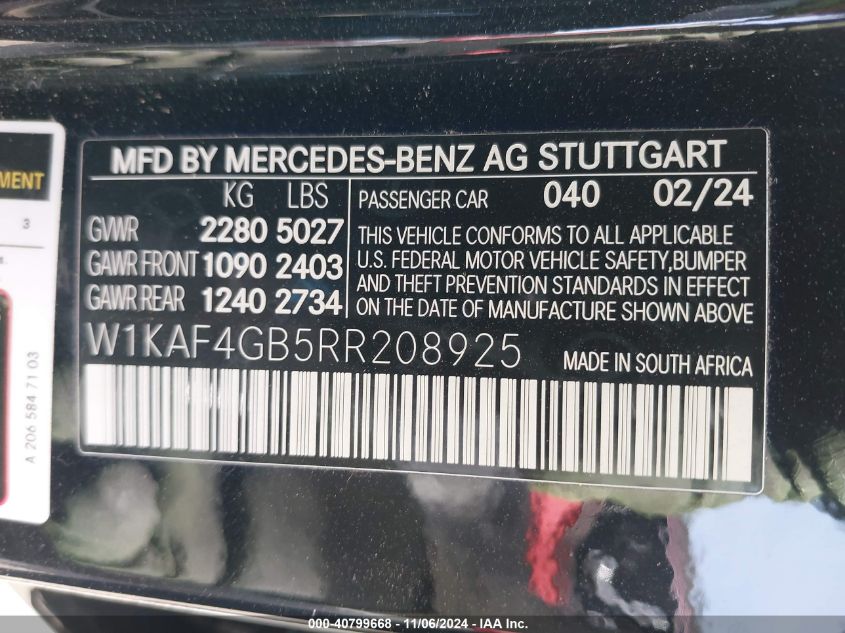 MENT
3
A 206 584 71 03
MFD BY MERCEDES-BENZ AG STUTTGART
KG LBS
GVWR 2280 5027
GAWR FRONT 1090 2403
GAWR REAR 1240 2734
PASSENGER CAR 040 02/24
THIS VEHICLE CONFORMS TO ALL APPLICABLE
U.S. FEDERAL MOTOR VEHICLE SAFETY,BUMPER
AND THEFT PREVENTION STANDARDS IN EFFECT
ON THE DATE OF MANUFACTURE SHOWN ABOVE
W1KAF4GB5RR208925
MADE IN SOUTH AFRICA
000-40799668 - 11/06/2024 - IAA Inc.